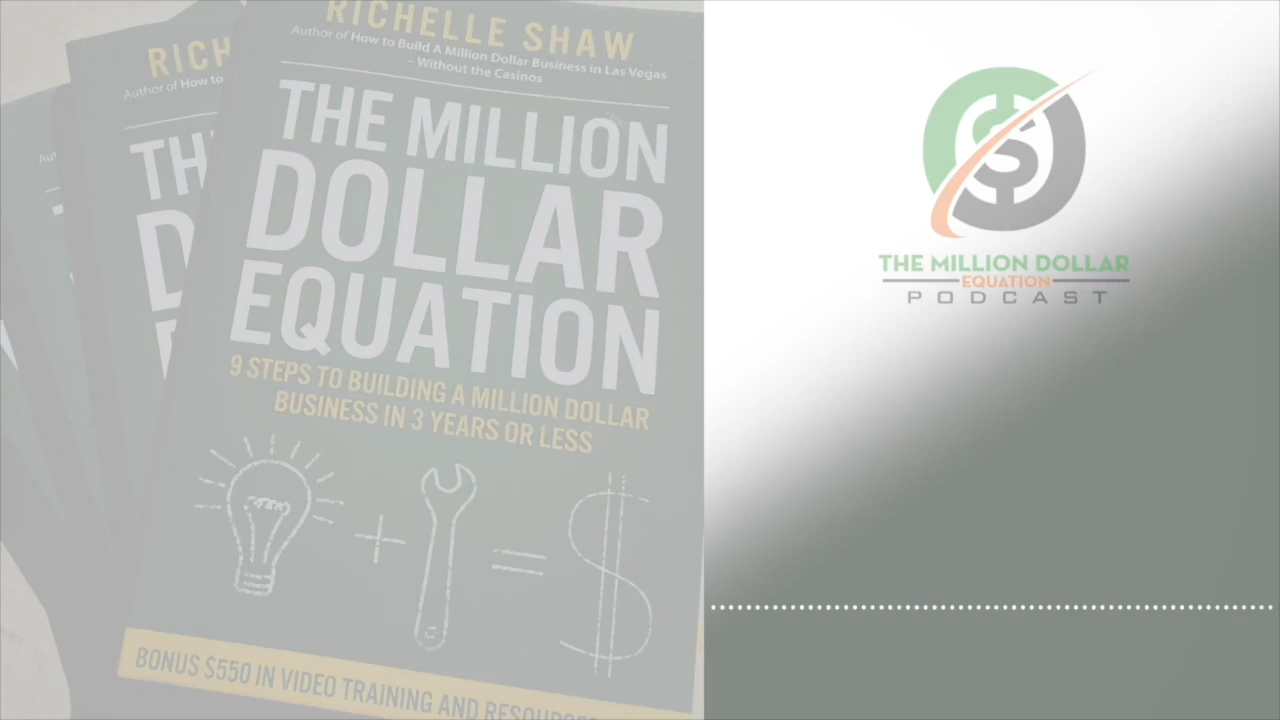 RICHELLE SHAW
Author of How to Build A Million Dollar Business in Las Vegas
– Without the Casinos
THE MILLION
DOLLAR
EQUATION
9 STEPS TO BUILDING A MILLION DOLLAR
BUSINESS IN 3 YEARS OR LESS
BONUS $550 IN VIDEO TRAINING AND RESOURCES
RICH
Author of How to
TH
D
THE MILLION DOLLAR
EQUATION
PODCAST